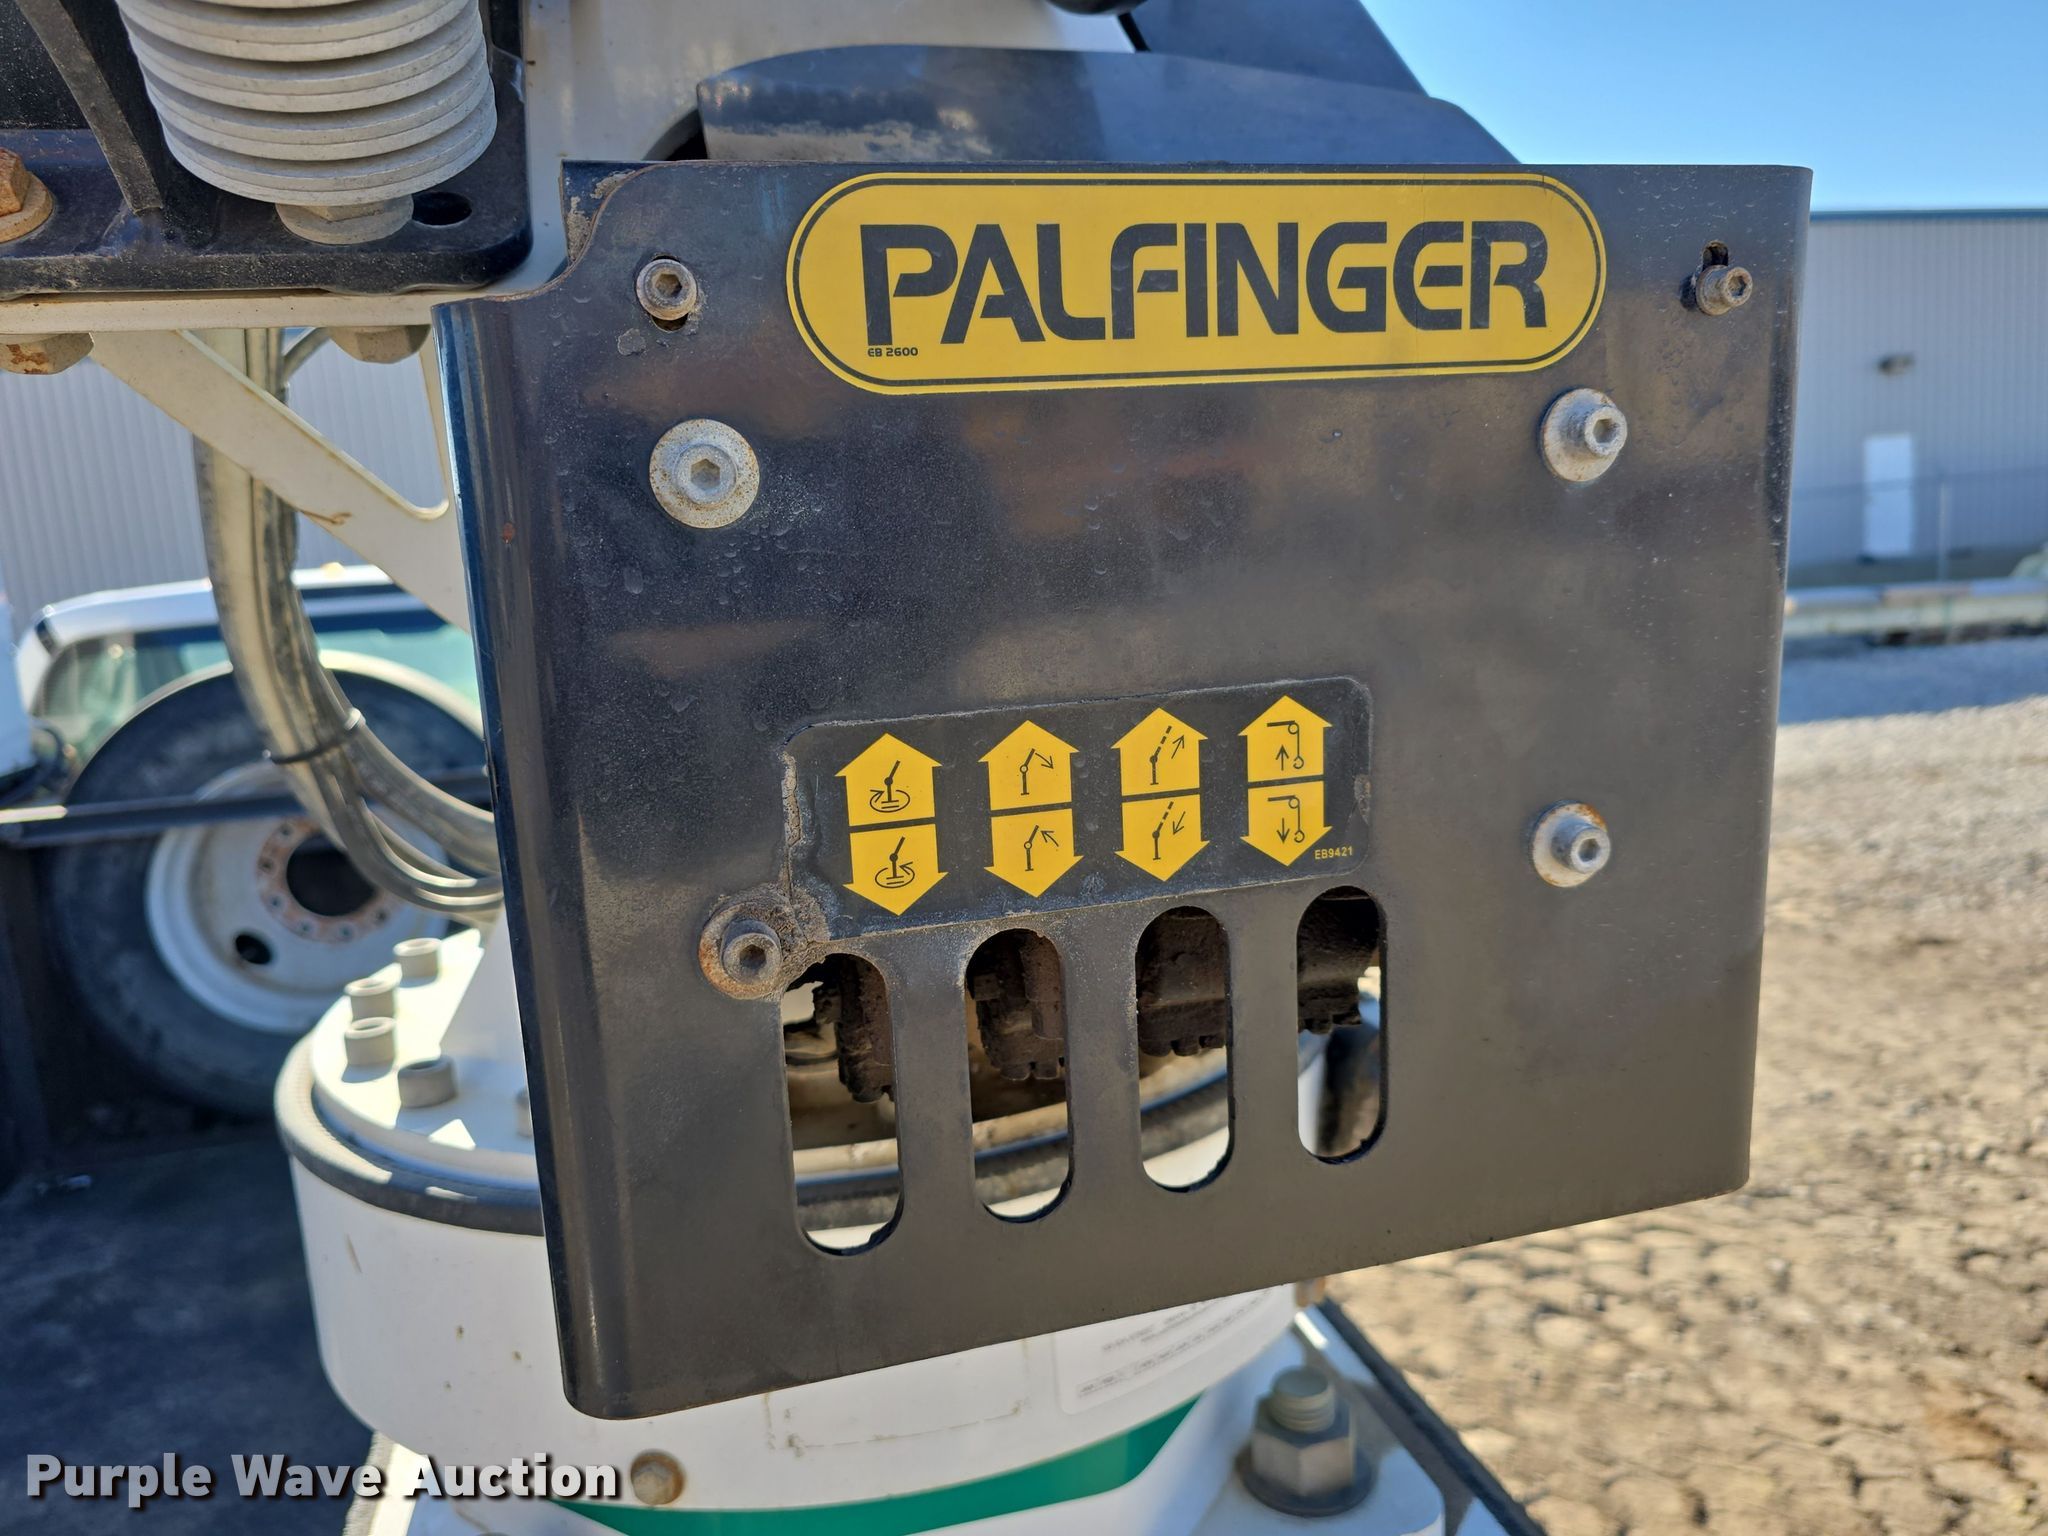 PALFINGER
EB 2600
EB9421
Purple Wave Auction